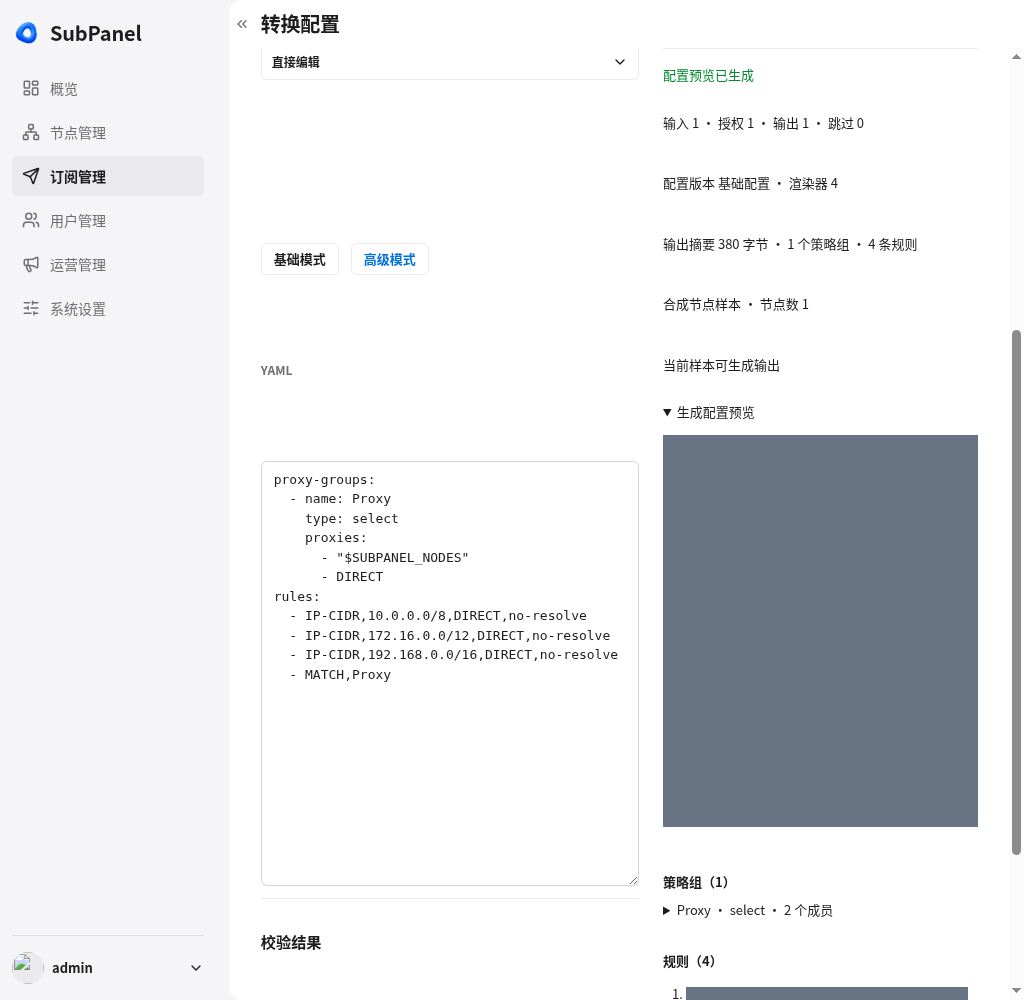 SubPanel
概览
节点管理
订阅管理
用户管理
运营管理
系统设置
admin
转换配置
直接编辑
基础模式
高级模式
YAML
proxy-groups:
  - name: Proxy
    type: select
    proxies:
      - "$SUBPANEL_NODES"
      - DIRECT
rules:
  - IP-CIDR,10.0.0.0/8,DIRECT,no-resolve
  - IP-CIDR,172.16.0.0/12,DIRECT,no-resolve
  - IP-CIDR,192.168.0.0/16,DIRECT,no-resolve
  - MATCH,Proxy
校验结果
配置预览已生成
输入 1 · 授权 1 · 输出 1 · 跳过 0
配置版本 基础配置 · 渲染器 4
输出摘要 380 字节 · 1 个策略组 · 4 条规则
合成节点样本 · 节点数 1
当前样本可生成输出
▼ 生成配置预览
策略组（1）
▶ Proxy · select · 2 个成员
规则（4）
1.